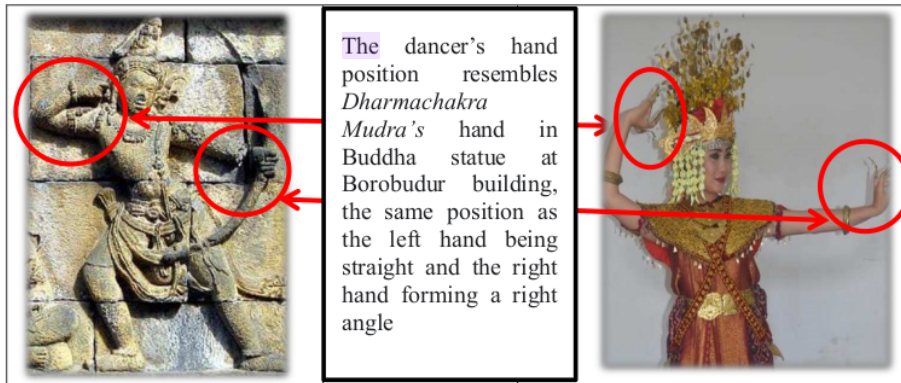 The dancer's hand
position resembles
Dharmachakra
Mudra's hand in
Buddha statue at
Borobudur building,
the same position as
the left hand being
straight and the right
hand forming a right
angle